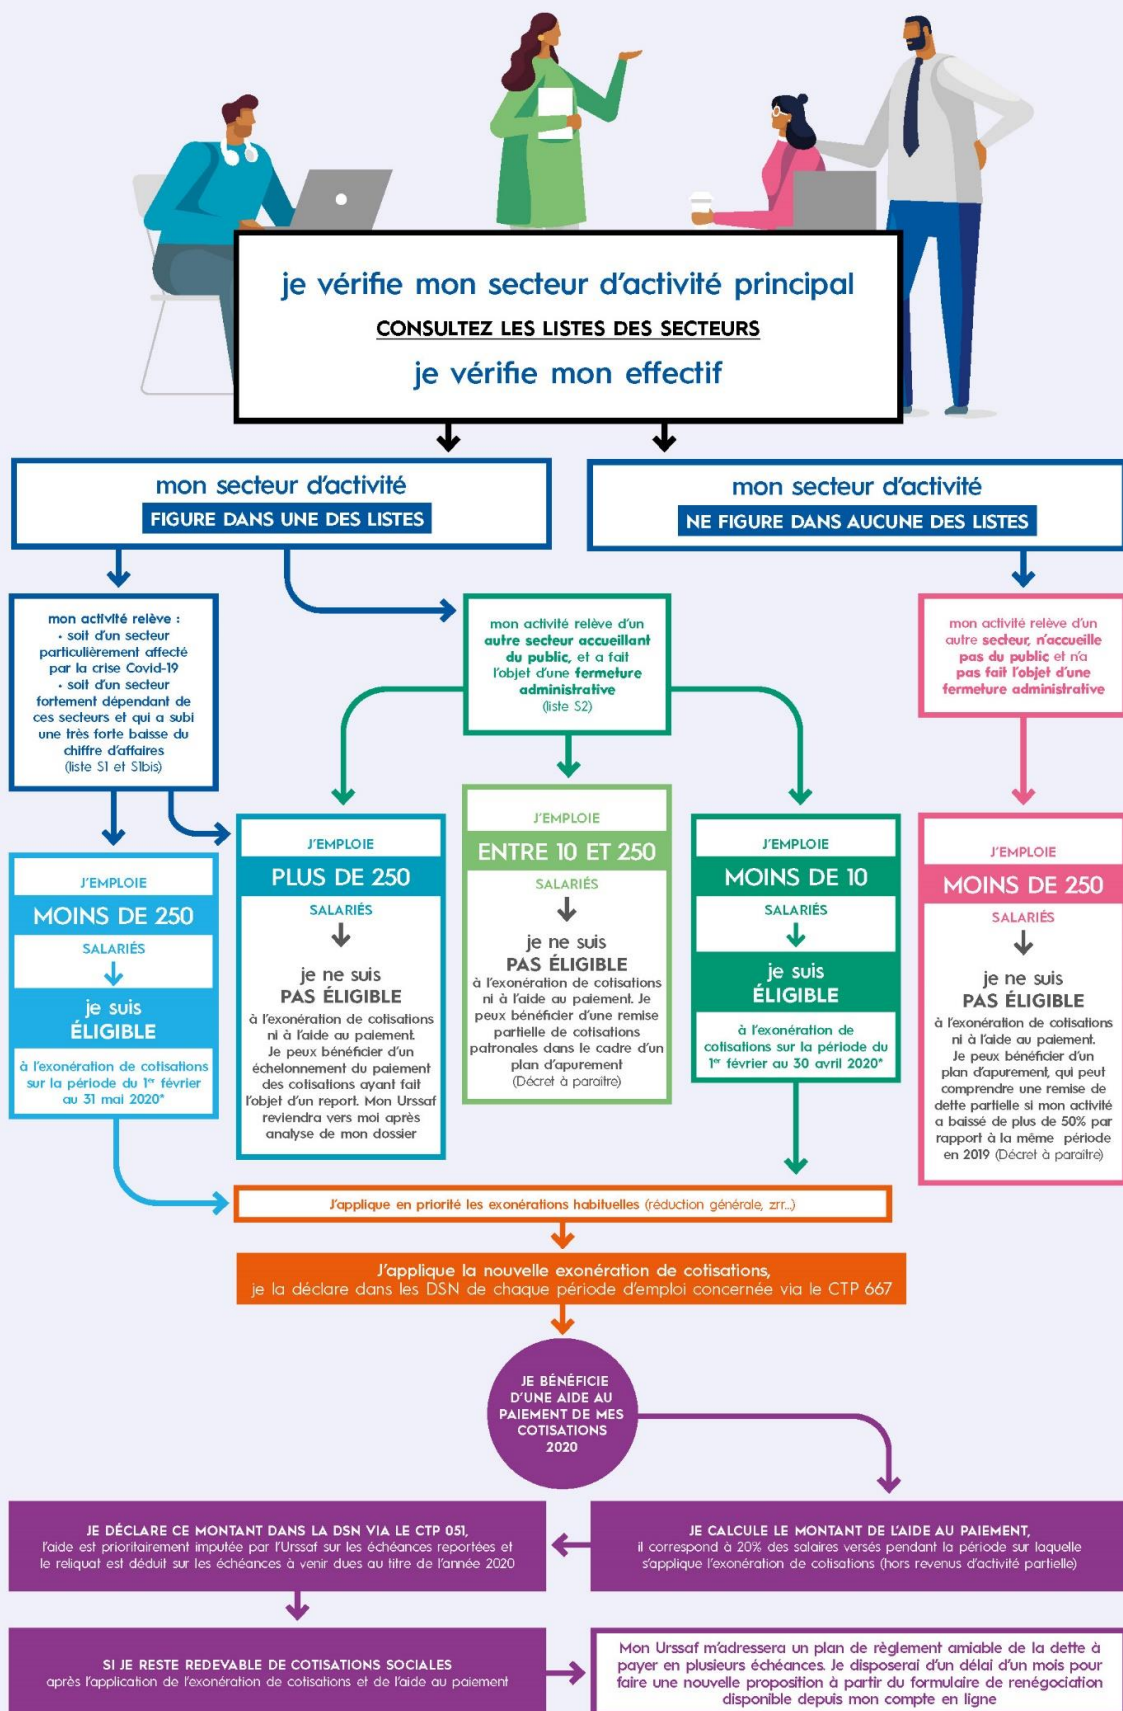 je vérifie mon secteur d'activité principal
CONSULTEZ LES LISTES DES SECTEURS
je vérifie mon effectif
mon secteur d'activité
FIGURE DANS UNE DES LISTES
mon secteur d'activité
NE FIGURE DANS AUCUNE DES LISTES
mon activité relève :
• soit d'un secteur
particulièrement affecté
par la crise Covid-19
• soit d'un secteur
fortement dépendant de
ces secteurs et qui a subi
une très forte baisse du
chiffre d'affaires
(liste S1 et S1bis)
mon activité relève d'un
autre secteur accueillant
du public, et a fait
l'objet d'une fermeture
administrative
(liste S2)
mon activité relève d'un
autre secteur, n'accueille
pas du public et n'a
pas fait l'objet d'une
fermeture administrative
J'EMPLOIE
MOINS DE 250
SALARIÉS
je suis
ÉLIGIBLE
à l'exonération de cotisations
sur la période du 1er février
au 31 mai 2020*
J'EMPLOIE
PLUS DE 250
SALARIÉS
je ne suis
PAS ÉLIGIBLE
à l'exonération de cotisations
ni à l'aide au paiement.
Je peux bénéficier d'un
échelonnement du paiement
des cotisations ayant fait
l'objet d'un report. Mon Urssaf
reviendra vers moi après
analyse de mon dossier
J'EMPLOIE
ENTRE 10 ET 250
SALARIÉS
je ne suis
PAS ÉLIGIBLE
à l'exonération de cotisations
ni à l'aide au paiement. Je
peux bénéficier d'une remise
partielle de cotisations
patronales dans le cadre d'un
plan d'apurement
(Décret à paraître)
J'EMPLOIE
MOINS DE 10
SALARIÉS
je suis
ÉLIGIBLE
à l'exonération de
cotisations sur la période du
1er février au 30 avril 2020*
J'EMPLOIE
MOINS DE 250
SALARIÉS
je ne suis
PAS ÉLIGIBLE
à l'exonération de cotisations
ni à l'aide au paiement.
Je peux bénéficier d'un
plan d'apurement, qui peut
comprendre une remise de
dette partielle si mon activité
a baissé de plus de 50% par
rapport à la même période
en 2019 (Décret à paraître)
J'applique en priorité les exonérations habituelles (réduction générale, zrr...)
J'applique la nouvelle exonération de cotisations,
je la déclare dans les DSN de chaque période d'emploi concernée via le CTP 667
JE BÉNÉFICIE
D'UNE AIDE AU
PAIEMENT DE MES
COTISATIONS
2020
JE CALCULE LE MONTANT DE L'AIDE AU PAIEMENT,
il correspond à 20% des salaires versés pendant la période sur laquelle
s'applique l'exonération de cotisations (hors revenus d'activité partielle)
JE DÉCLARE CE MONTANT DANS LA DSN VIA LE CTP 051,
l'aide est prioritairement imputée par l'Urssaf sur les échéances reportées et
le reliquat est déduit sur les échéances à venir dues au titre de l'année 2020
SI JE RESTE REDEVABLE DE COTISATIONS SOCIALES
après l'application de l'exonération de cotisations et de l'aide au paiement
Mon Urssaf m'adressera un plan de règlement amiable de la dette à
payer en plusieurs échéances. Je disposerai d'un délai d'un mois pour
faire une nouvelle proposition à partir du formulaire de renégociation
disponible depuis mon compte en ligne